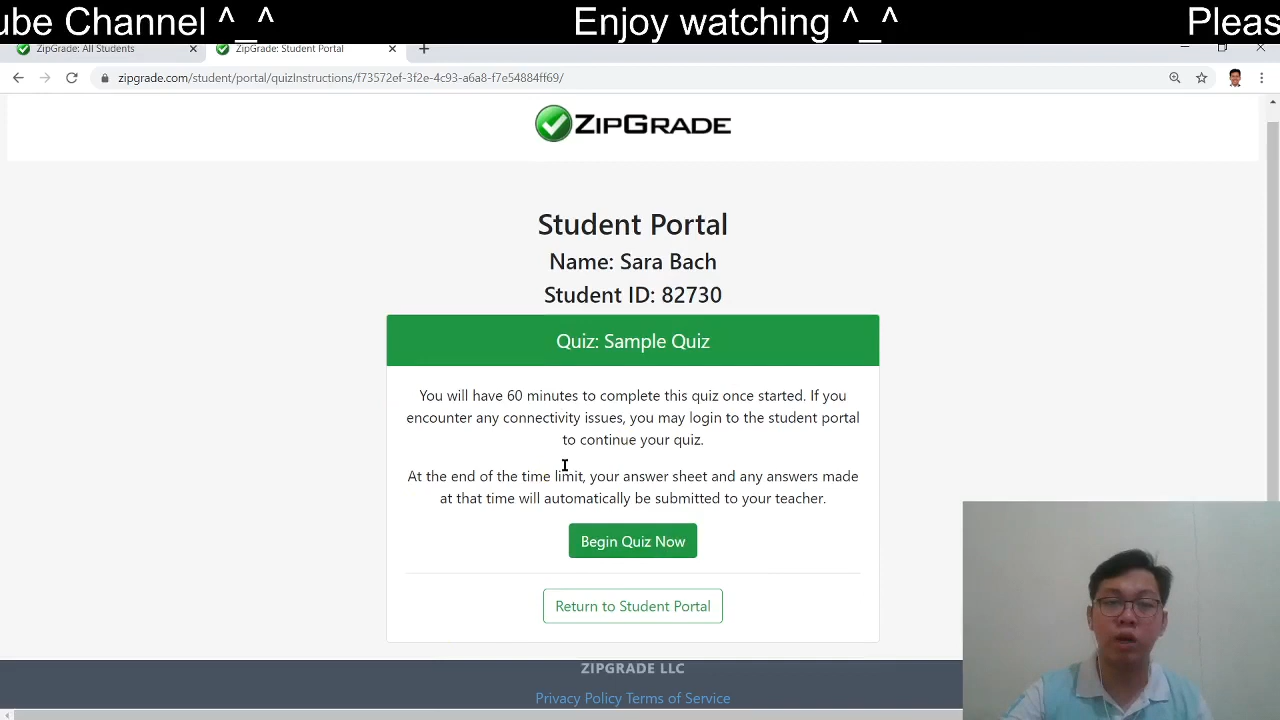 ube Channel ^_^ Enjoy watching ^_^ Pleas
ZipGrade: All Students
ZipGrade: Student Portal
zipgrade.com/student/portal/quizInstructions/f73572ef-3f2e-4c93-a6a8-f7e54884ff69/
ZIPGRADE
Student Portal
Name: Sara Bach
Student ID: 82730
Quiz: Sample Quiz
You will have 60 minutes to complete this quiz once started. If you
encounter any connectivity issues, you may login to the student portal
to continue your quiz.
At the end of the time limit, your answer sheet and any answers made
at that time will automatically be submitted to your teacher.
Begin Quiz Now
Return to Student Portal
ZIPGRADE LLC
Privacy Policy Terms of Service